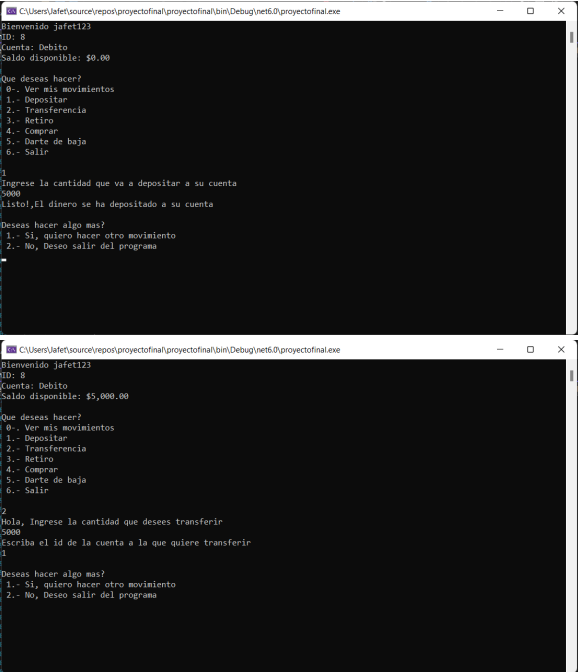 C:\Users\Jafet\source\repos\proyectofinal\proyectofinal\bin\Debug\net6.0\proyectofinal.exe
Bienvenido jafet123
ID: 8
Cuenta: Debito
Saldo disponible: $0.00
Que deseas hacer?
0-. Ver mis movimientos
1.- Depositar
2.- Transferencia
3.- Retiro
4.- Comprar
5.- Darte de baja
6.- Salir
1
Ingrese la cantidad que va a depositar a su cuenta
5000
Listo!,El dinero se ha depositado a su cuenta
Deseas hacer algo mas?
1.- Si, quiero hacer otro movimiento
2.- No, Deseo salir del programa
C:\Users\Jafet\source\repos\proyectofinal\proyectofinal\bin\Debug\net6.0\proyectofinal.exe
Bienvenido jafet123
ID: 8
Cuenta: Debito
Saldo disponible: $5,000.00
Que deseas hacer?
0-. Ver mis movimientos
1.- Depositar
2.- Transferencia
3.- Retiro
4.- Comprar
5.- Darte de baja
6.- Salir
2
Hola, Ingrese la cantidad que desees transferir
5000
Escriba el id de la cuenta a la que quiere transferir
1
Deseas hacer algo mas?
1.- Si, quiero hacer otro movimiento
2.- No, Deseo salir del programa